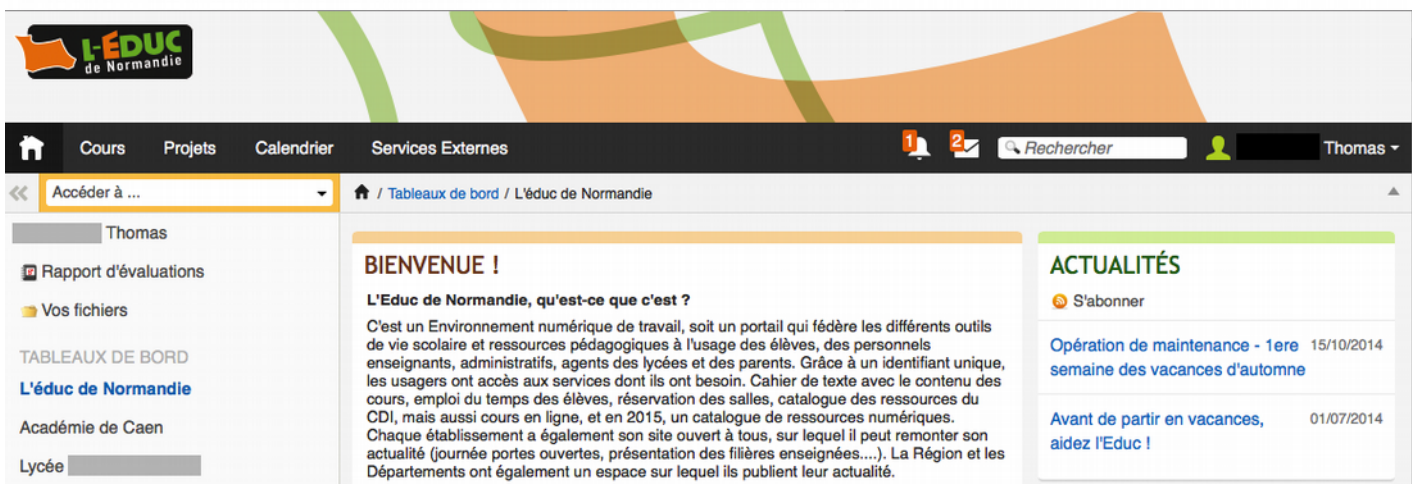 L-ÉDUC
de Normandie
Cours Projets Calendrier Services Externes 1 2 Rechercher Thomas
Accéder à ... / Tableaux de bord / L'éduc de Normandie
Thomas
Rapport d'évaluations
Vos fichiers
TABLEAUX DE BORD
L'éduc de Normandie
Académie de Caen
Lycée
BIENVENUE !
L'Educ de Normandie, qu'est-ce que c'est ?
C'est un Environnement numérique de travail, soit un portail qui fédère les différents outils
de vie scolaire et ressources pédagogiques à l'usage des élèves, des personnels
enseignants, administratifs, agents des lycées et des parents. Grâce à un identifiant unique,
les usagers ont accès aux services dont ils ont besoin. Cahier de texte avec le contenu des
cours, emploi du temps des élèves, réservation des salles, catalogue des ressources du
CDI, mais aussi cours en ligne, et en 2015, un catalogue de ressources numériques.
Chaque établissement a également son site ouvert à tous, sur lequel il peut remonter son
actualité (journée portes ouvertes, présentation des filières enseignées....). La Région et les
Départements ont également un espace sur lequel ils publient leur actualité.
ACTUALITÉS
S'abonner
Opération de maintenance - 1ere 15/10/2014
semaine des vacances d'automne
Avant de partir en vacances, 01/07/2014
aidez l'Educ !